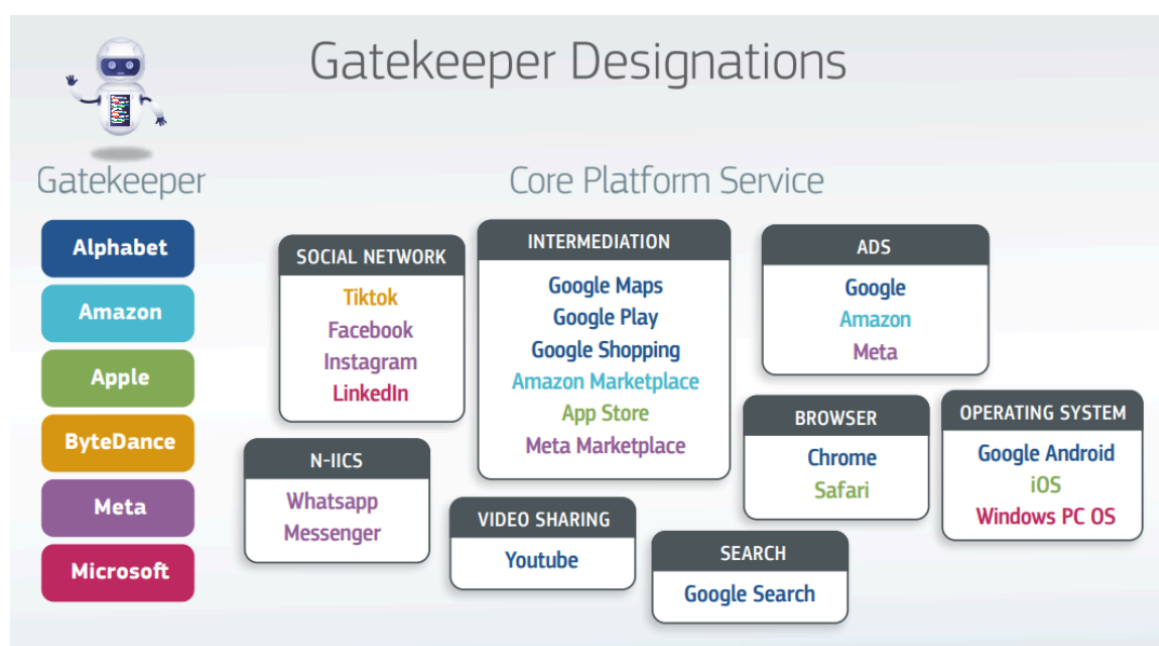 Gatekeeper Designations
Gatekeeper
Core Platform Service
Alphabet
Amazon
Apple
ByteDance
Meta
Microsoft
SOCIAL NETWORK
Tiktok
Facebook
Instagram
LinkedIn
INTERMEDIATION
Google Maps
Google Play
Google Shopping
Amazon Marketplace
App Store
Meta Marketplace
ADS
Google
Amazon
Meta
N-IICS
Whatsapp
Messenger
VIDEO SHARING
Youtube
BROWSER
Chrome
Safari
OPERATING SYSTEM
Google Android
iOS
Windows PC OS
SEARCH
Google Search